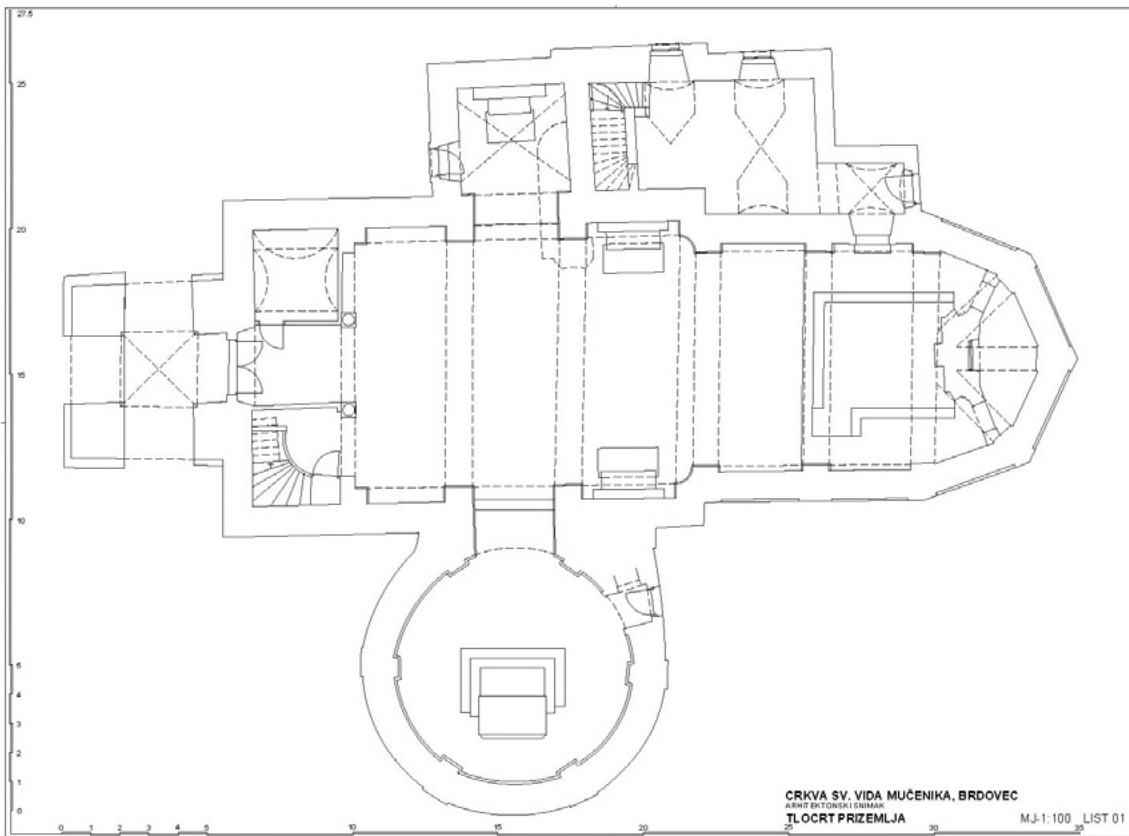 27.5
25
20
15
10
5
4
3
2
1
0
0 1 2 3 4 5 10 15 20 25 30 35
CRKVA SV. VIDA MUČENIKA, BRDOVEC
ARHITEKTONSKI SNIMAK
TLOCRT PRIZEMLJA MJ-1:100 LIST 01